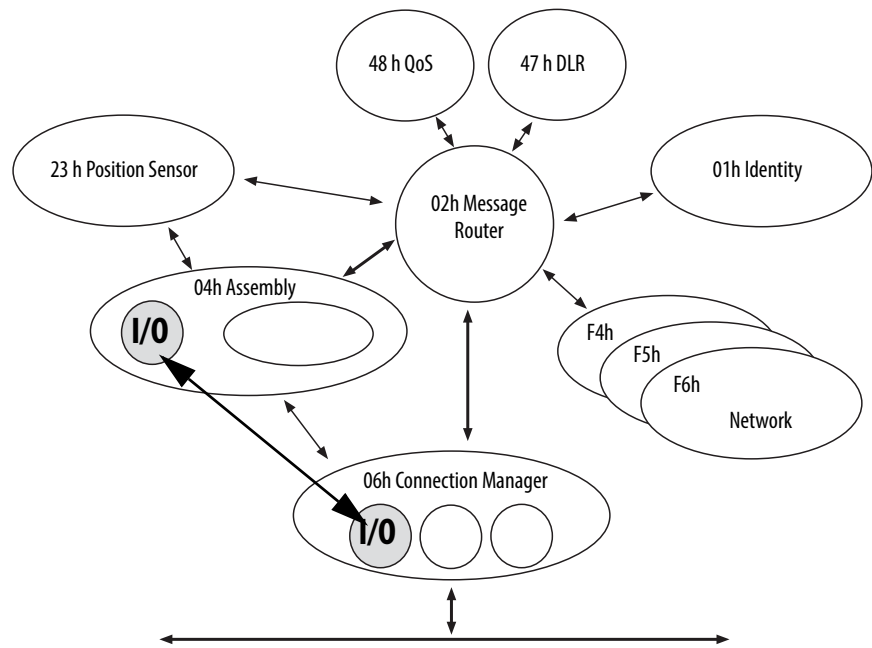 48 h QoS
47 h DLR
23 h Position Sensor
02h Message
Router
01h Identity
04h Assembly
I/0
F4h
F5h
F6h
Network
06h Connection Manager
I/0